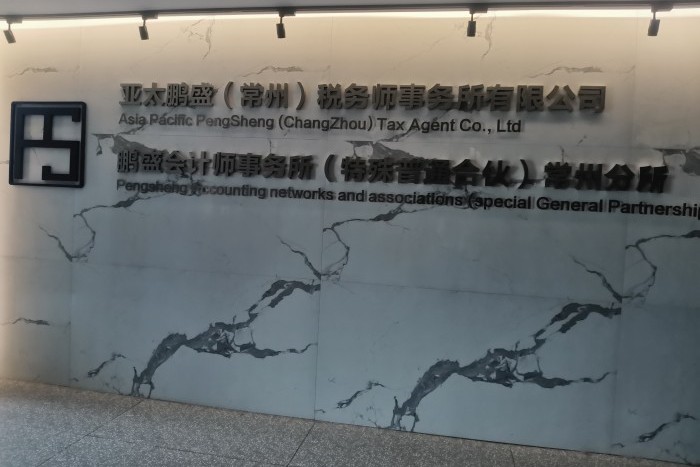 亚太鹏盛（常州）税务师事务所有限公司
Asia Pacific PengSheng (ChangZhou) Tax Agent Co., Ltd
鹏盛会计师事务所（特殊普通合伙）常州分所
Pengsheng Accounting networks and associations (special General Partnership